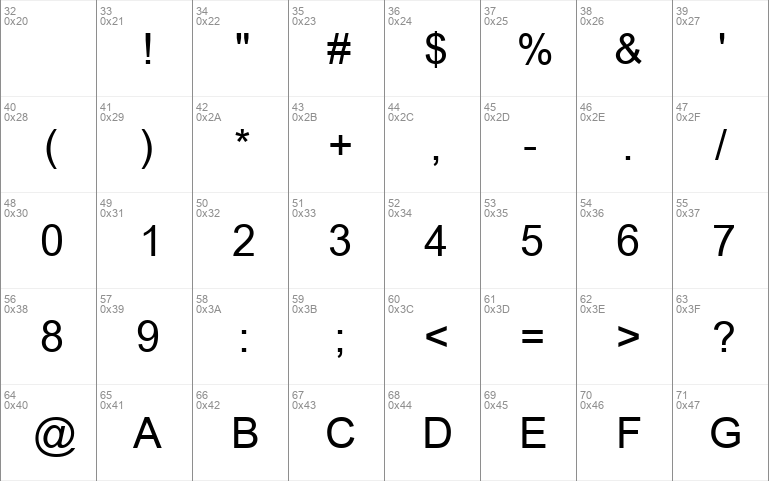 32 33 34 35 36 37 38 39
0x20 0x21 0x22 0x23 0x24 0x25 0x26 0x27
! " # $ % & '
40 41 42 43 44 45 46 47
0x28 0x29 0x2A 0x2B 0x2C 0x2D 0x2E 0x2F
( ) * + , - . /
48 49 50 51 52 53 54 55
0x30 0x31 0x32 0x33 0x34 0x35 0x36 0x37
0 1 2 3 4 5 6 7
56 57 58 59 60 61 62 63
0x38 0x39 0x3A 0x3B 0x3C 0x3D 0x3E 0x3F
8 9 : ; < = > ?
64 65 66 67 68 69 70 71
0x40 0x41 0x42 0x43 0x44 0x45 0x46 0x47
@ A B C D E F G